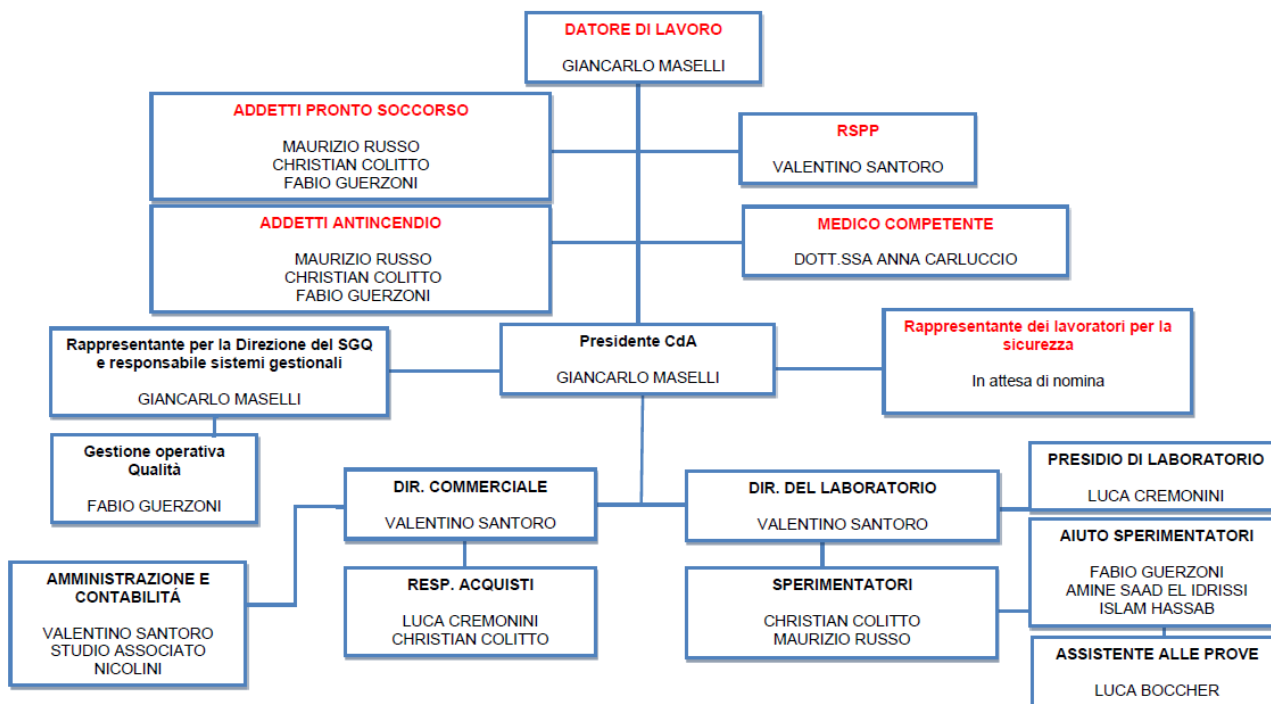 DATORE DI LAVORO
GIANCARLO MASELLI
ADDETTI PRONTO SOCCORSO
MAURIZIO RUSSO
CHRISTIAN COLITTO
FABIO GUERZONI
RSPP
VALENTINO SANTORO
ADDETTI ANTINCENDIO
MAURIZIO RUSSO
CHRISTIAN COLITTO
FABIO GUERZONI
MEDICO COMPETENTE
DOTT.SSA ANNA CARLUCCIO
Rappresentante per la Direzione del SGQ
e responsabile sistemi gestionali
GIANCARLO MASELLI
Presidente CdA
GIANCARLO MASELLI
Rappresentante dei lavoratori per la
sicurezza
In attesa di nomina
Gestione operativa
Qualità
FABIO GUERZONI
DIR. COMMERCIALE
VALENTINO SANTORO
DIR. DEL LABORATORIO
VALENTINO SANTORO
PRESIDIO DI LABORATORIO
LUCA CREMONINI
AMMINISTRAZIONE E
CONTABILITÁ
VALENTINO SANTORO
STUDIO ASSOCIATO
NICOLINI
RESP. ACQUISTI
LUCA CREMONINI
CHRISTIAN COLITTO
SPERIMENTATORI
CHRISTIAN COLITTO
MAURIZIO RUSSO
AIUTO SPERIMENTATORI
FABIO GUERZONI
AMINE SAAD EL IDRISSI
ISLAM HASSAB
ASSISTENTE ALLE PROVE
LUCA BOCCHER